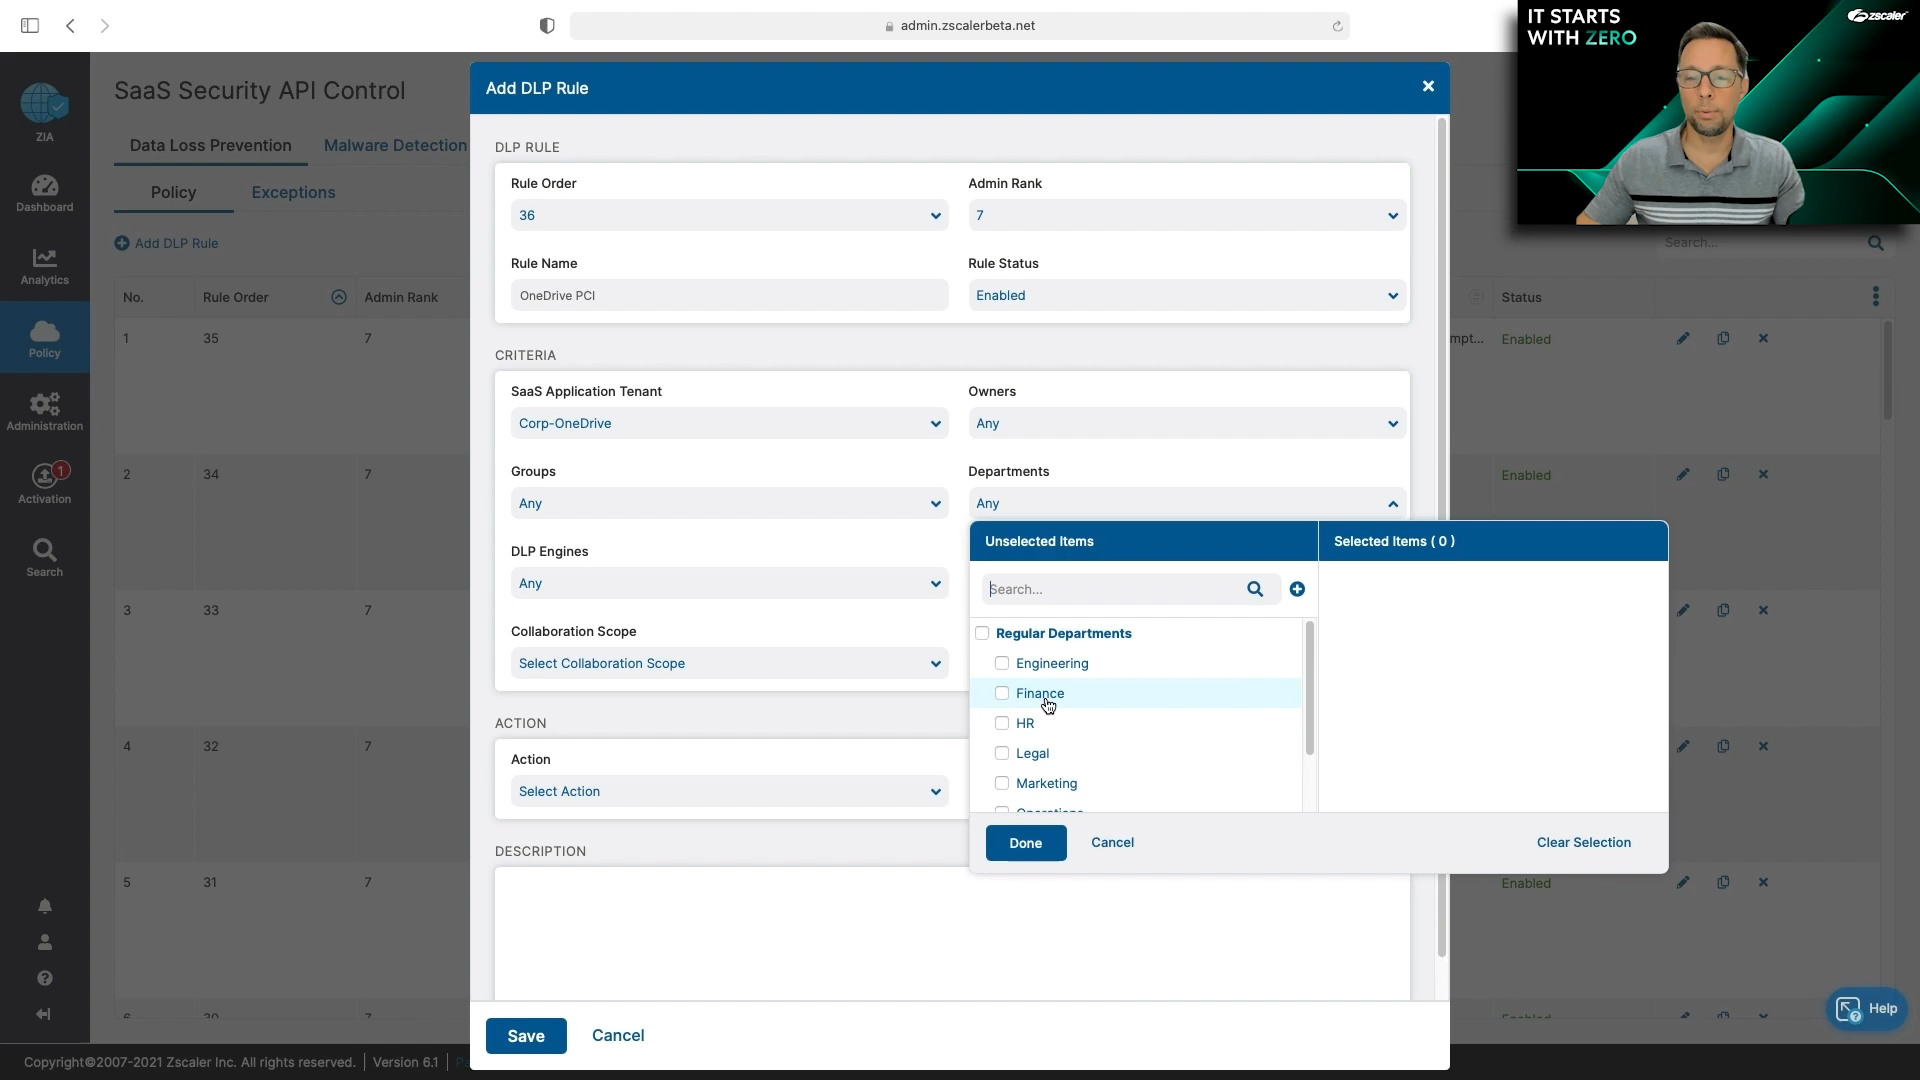 admin.zscalerbeta.net
IT STARTS
WITH ZERO
zscaler
ZIA
Dashboard
Analytics
Policy
Administration
1
Activation
Search
SaaS Security API Control
Data Loss Prevention
Malware Detection
Policy
Exceptions
Add DLP Rule
Search...
No.
Rule Order
Admin Rank
Status
1
35
7
Enabled
2
34
7
Enabled
3
33
7
4
32
7
5
31
7
Enabled
6
30
7
Enabled
Add DLP Rule
DLP RULE
Rule Order
Admin Rank
36
7
Rule Name
Rule Status
OneDrive PCI
Enabled
CRITERIA
SaaS Application Tenant
Owners
Corp-OneDrive
Any
Groups
Departments
Any
Any
DLP Engines
Any
Collaboration Scope
Select Collaboration Scope
Unselected Items
Selected Items ( 0 )
Search...
Regular Departments
Engineering
Finance
HR
Legal
Marketing
Operations
Done
Cancel
Clear Selection
ACTION
Action
Select Action
DESCRIPTION
Save
Cancel
Help
Copyright©2007-2021 Zscaler Inc. All rights reserved.
Version 6.1